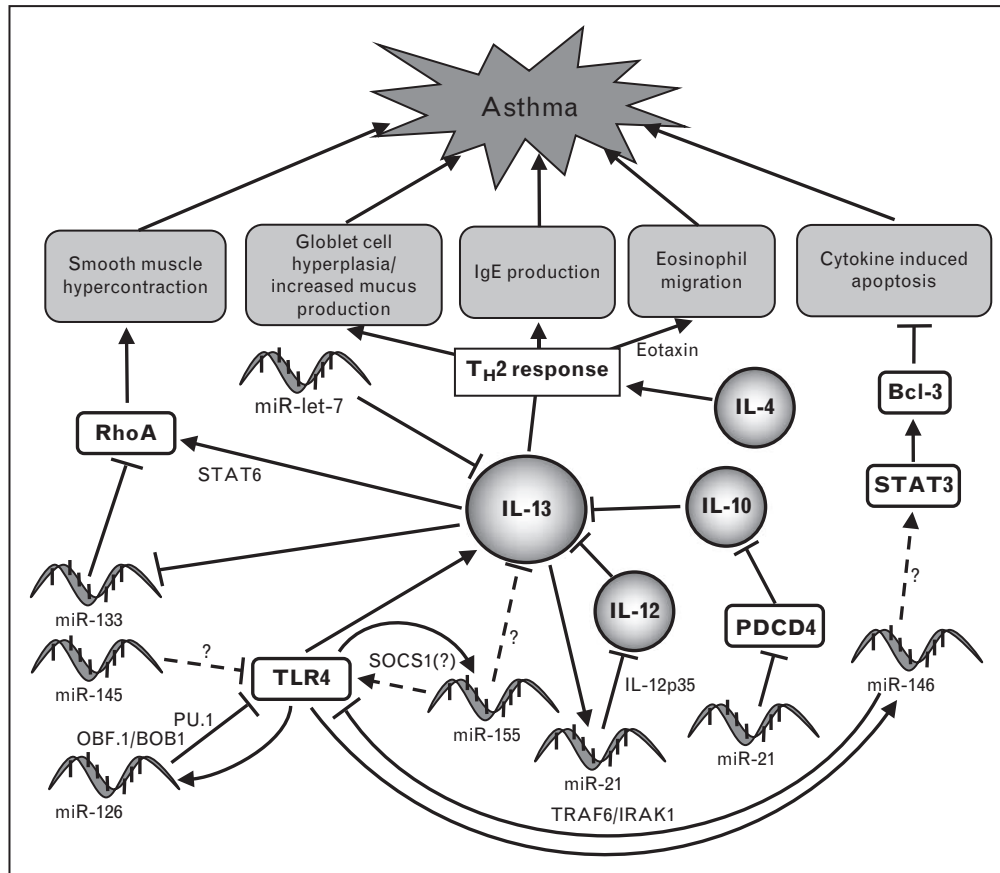 Asthma
Smooth muscle
hypercontraction
Globlet cell
hyperplasia/
increased mucus
production
IgE production
Eosinophil
migration
Cytokine induced
apoptosis
Eotaxin
TH2 response
miR-let-7
IL-4
Bcl-3
RhoA
STAT6
IL-13
IL-10
STAT3
?
miR-133
IL-12
PDCD4
?
?
miR-145
TLR4
SOCS1(?)
miR-155
IL-12p35
miR-146
PU.1
OBF.1/BOB1
miR-126
miR-21
miR-21
TRAF6/IRAK1